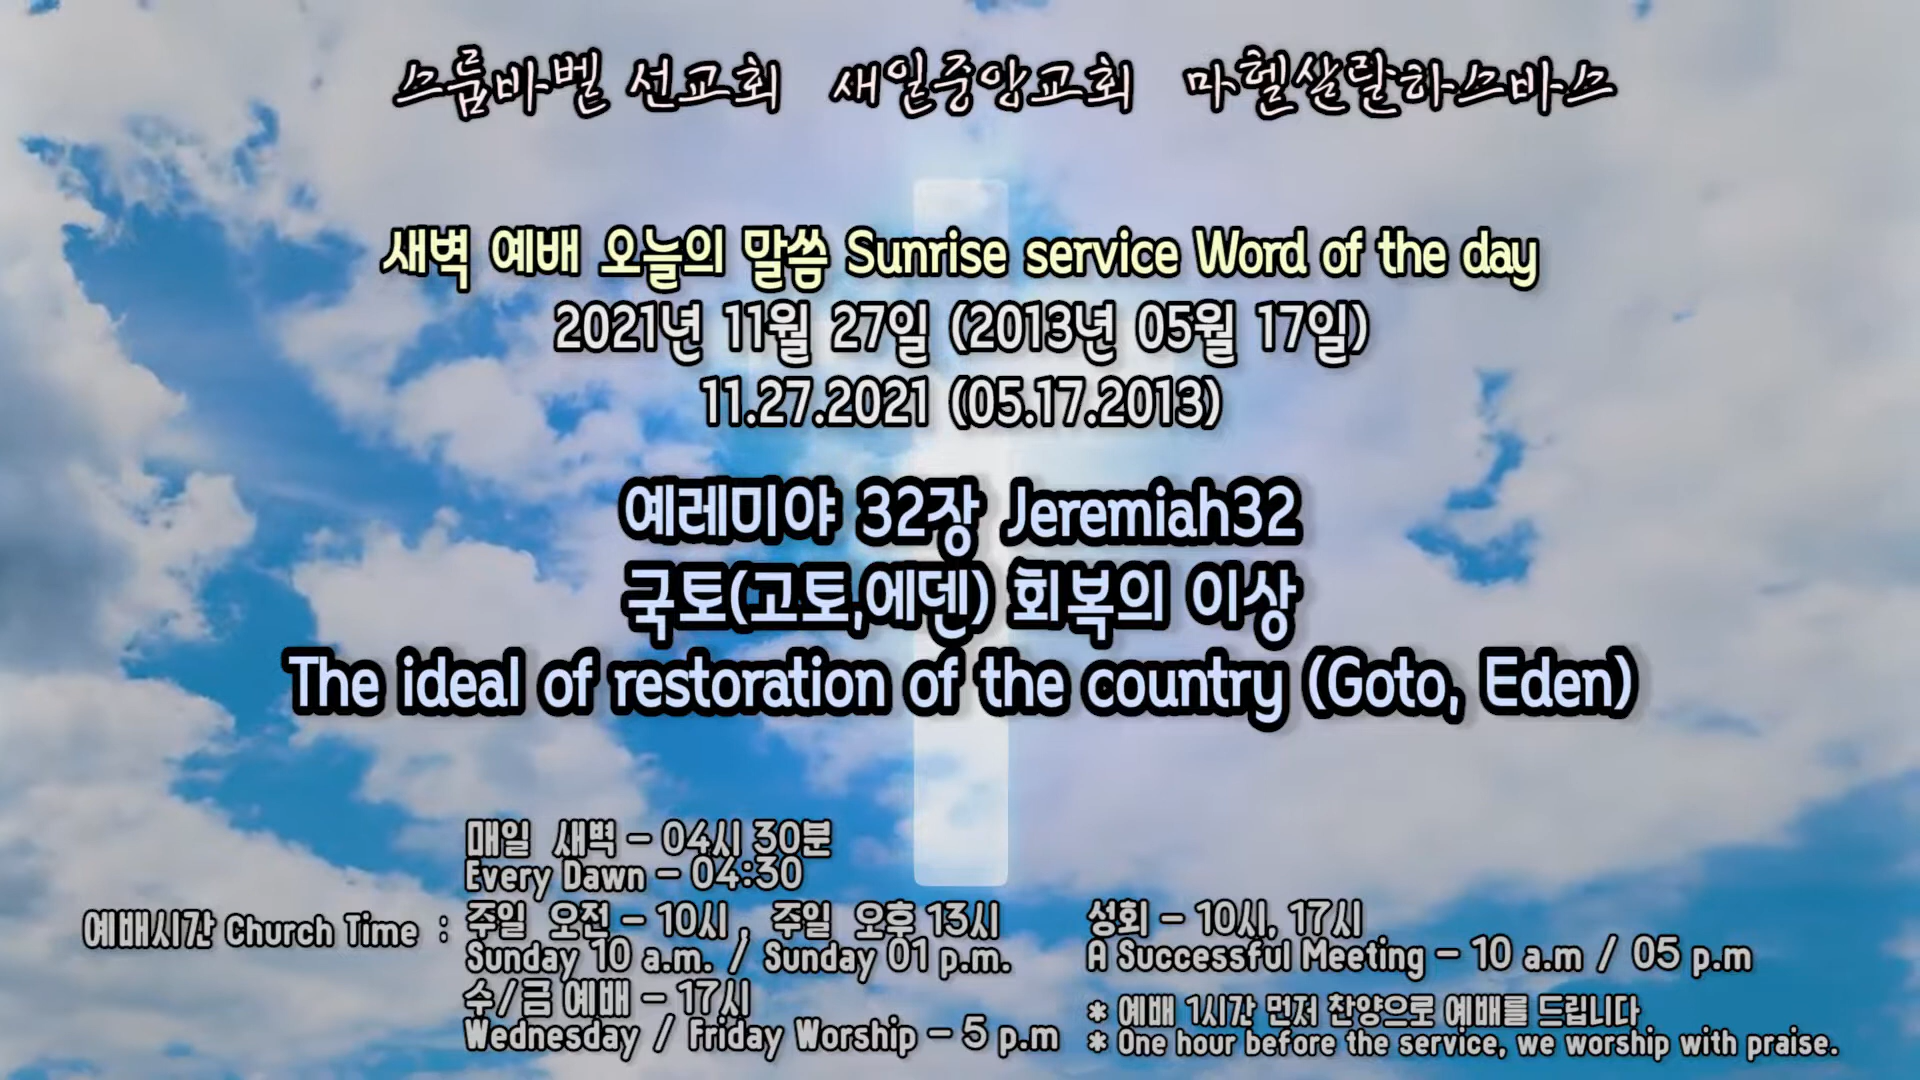 스룹바벨 선교회 새일중앙교회 마헬살랄하스바스
새벽 예배 오늘의 말씀 Sunrise service Word of the day
2021년 11월 27일 (2013년 05월 17일)
11.27.2021 (05.17.2013)
예레미야 32장 Jeremiah32
국토(고토,에덴) 회복의 이상
The ideal of restoration of the country (Goto, Eden)
매일 새벽 - 04시 30분
Every Dawn - 04:30
예배시간 Church Time :
주일 오전 - 10시 , 주일 오후 13시
Sunday 10 a.m. / Sunday 01 p.m.
수/금 예배 - 17시
Wednesday / Friday Worship - 5 p.m
성회 - 10시, 17시
A Successful Meeting - 10 a.m / 05 p.m
* 예배 1시간 먼저 찬양으로 예배를 드립니다
* One hour before the service, we worship with praise.